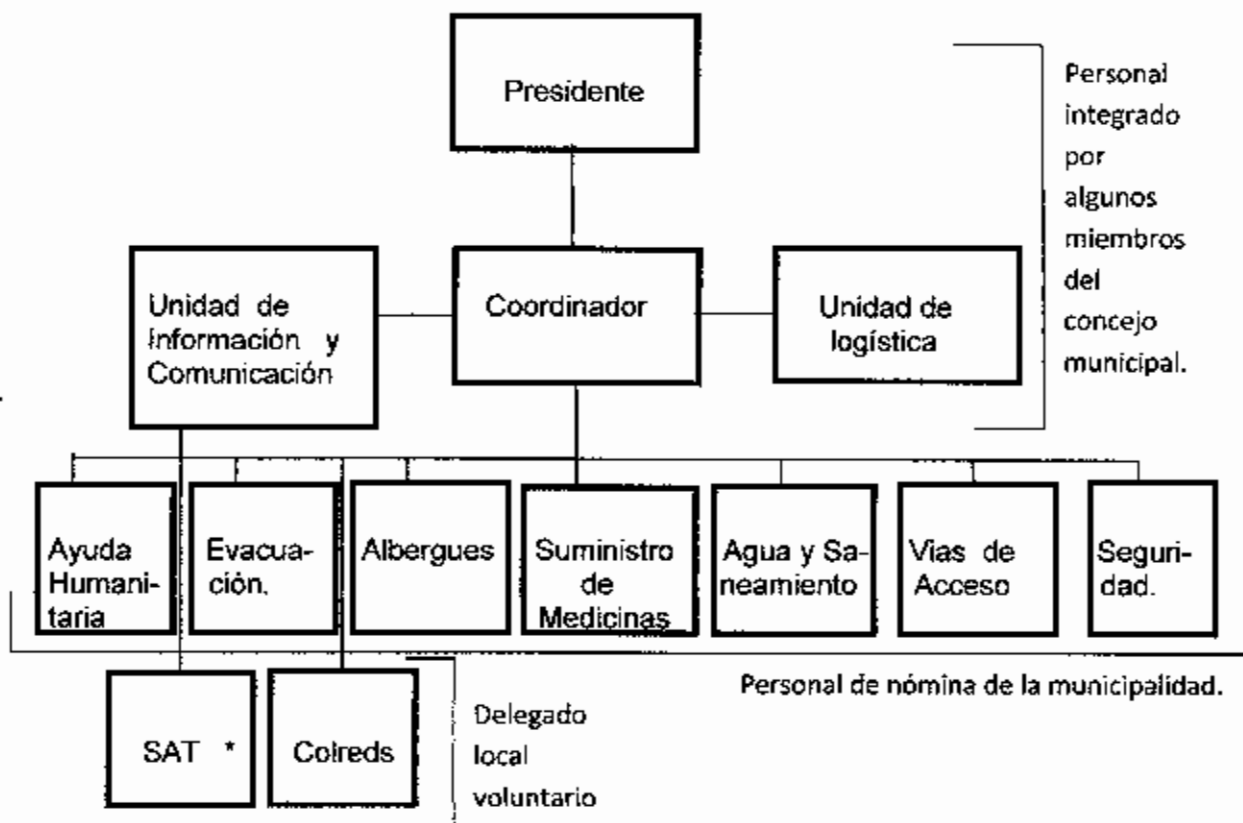 Presidente
Personal
integrado
por
algunos
miembros
del
concejo
municipal.
Unidad de
Información y
Comunicación
Coordinador
Unidad de
logística
Ayuda
Humani-
taria
Evacua-
ción.
Albergues
Suministro
de
Medicinas
Agua y Sa-
neamiento
Vias de
Acceso
Seguri-
dad.
Personal de nómina de la municipalidad.
SAT *
Colreds
Delegado
local
voluntario